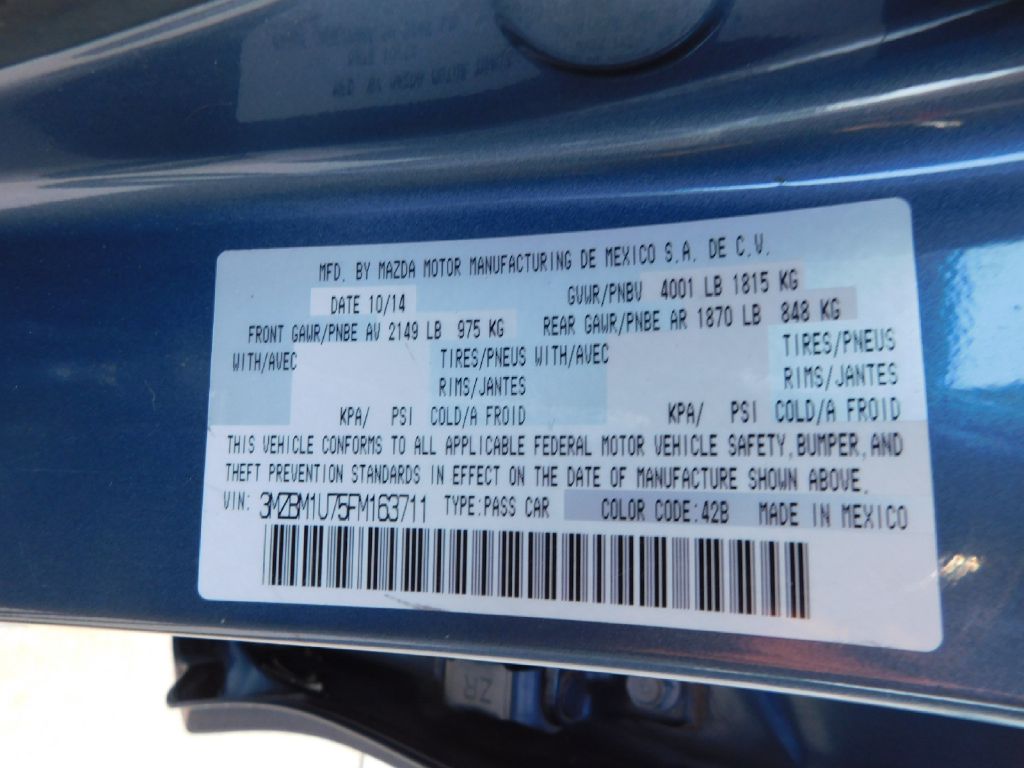 MFD. BY MAZDA MOTOR MANUFACTURING DE MEXICO S.A. DE C.V.
DATE 10/14 GVWR/PNBV 4001 LB 1815 KG
FRONT GAWR/PNBE AV 2149 LB 975 KG REAR GAWR/PNBE AR 1870 LB 848 KG
WITH/AVEC TIRES/PNEUS WITH/AVEC TIRES/PNEUS
RIMS/JANTES RIMS/JANTES
KPA/ PSI COLD/A FROID KPA/ PSI COLD/A FROID
THIS VEHICLE CONFORMS TO ALL APPLICABLE FEDERAL MOTOR VEHICLE SAFETY, BUMPER, AND
THEFT PREVENTION STANDARDS IN EFFECT ON THE DATE OF MANUFACTURE SHOWN ABOVE.
VIN: 3MZBM1U75FM163711 TYPE:PASS CAR COLOR CODE:42B MADE IN MEXICO
ZR